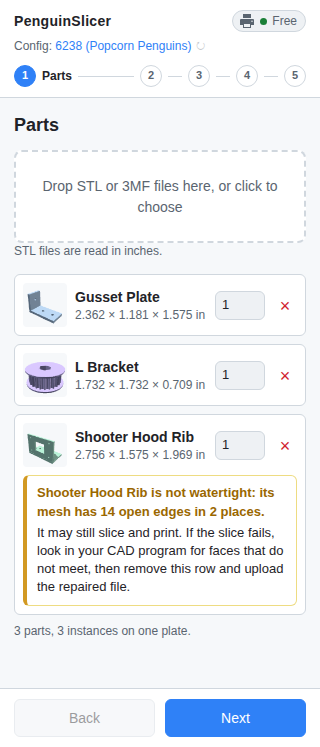 PenguinSlicer
Free
Config: 6238 (Popcorn Penguins)
1 Parts 2 3 4 5
Parts
Drop STL or 3MF files here, or click to
choose
STL files are read in inches.
Gusset Plate
2.362 × 1.181 × 1.575 in
1
×
L Bracket
1.732 × 1.732 × 0.709 in
1
×
Shooter Hood Rib
2.756 × 1.575 × 1.969 in
1
×
Shooter Hood Rib is not watertight: its
mesh has 14 open edges in 2 places.
It may still slice and print. If the slice fails,
look in your CAD program for faces that do
not meet, then remove this row and upload
the repaired file.
3 parts, 3 instances on one plate.
Back
Next